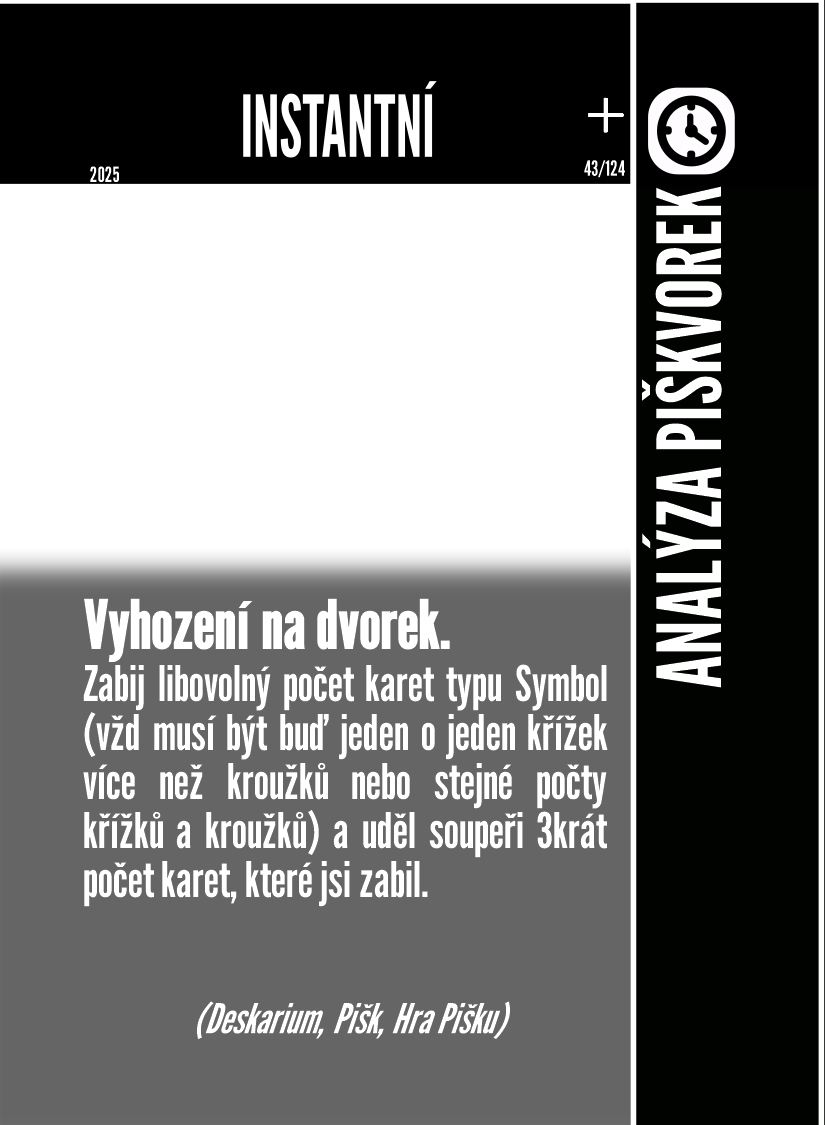 INSTANTNÍ
2025
43/124
ANALÝZA PIŠKVOREK
Vyhození na dvorek.
Zabij libovolný počet karet typu Symbol
(vžd musí být buď jeden o jeden křížek
více než kroužků nebo stejné počty
křížků a kroužků) a uděl soupeři 3krát
počet karet, které jsi zabil.
(Deskarium, Pišk, Hra Pišku)